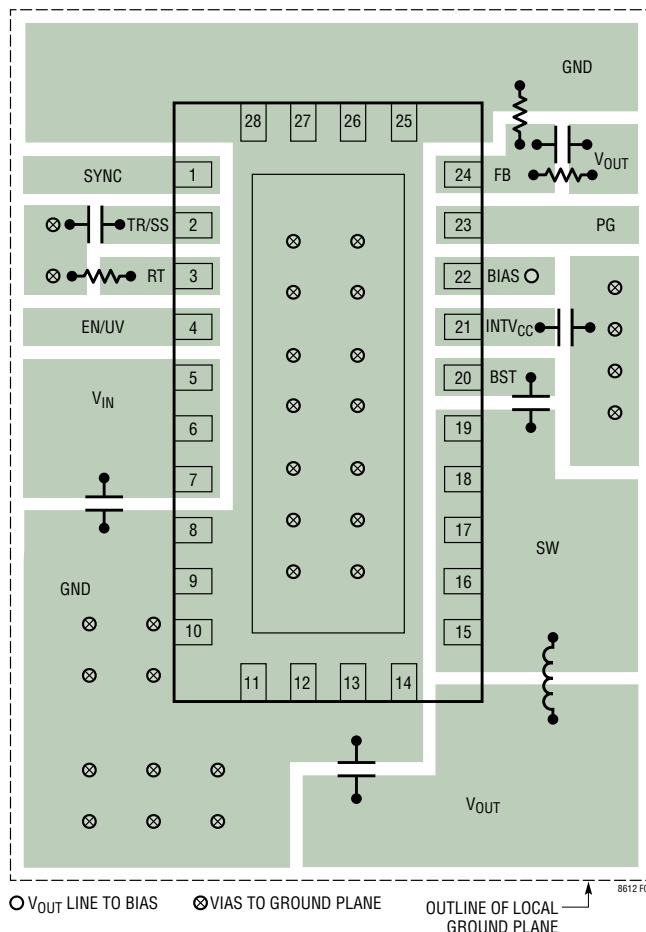 GND
28 27 26 25
SYNC 1 24 FB VOUT
TR/SS 2 23 PG
RT 3 22 BIAS
EN/UV 4 21 INTVCC
5 20 BST
VIN
6 19
7 18
8 17 SW
GND 9 16
10 15
11 12 13 14
VOUT
8612 F0
VOUT LINE TO BIAS
VIAS TO GROUND PLANE
OUTLINE OF LOCAL
GROUND PLANE